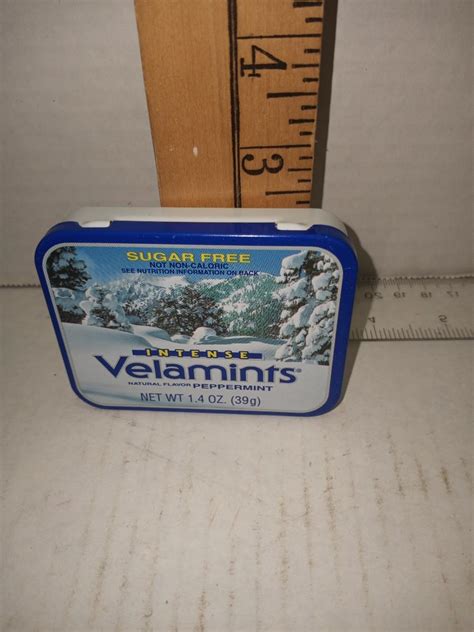 4
3
SUGAR FREE
NOT NON-CALORIC
SEE NUTRITION INFORMATION ON BACK
INTENSE
Velamints®
NATURAL FLAVOR PEPPERMINT
NET WT 1.4 OZ. (39g)